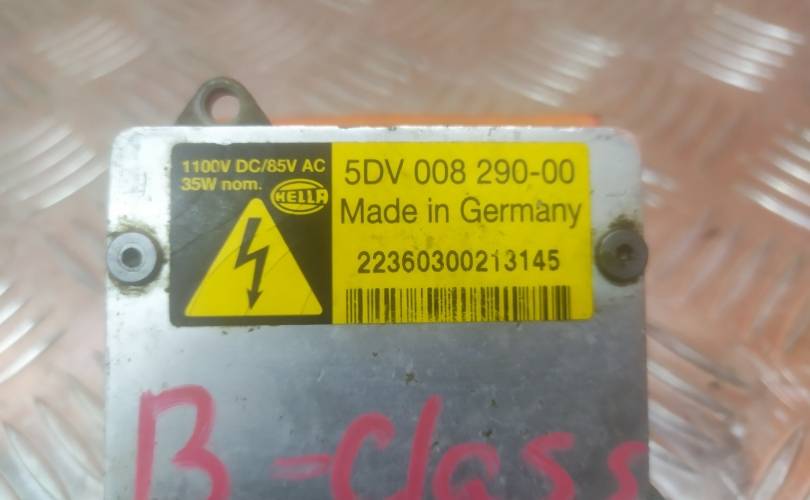 1100V DC/85V AC
35W nom.
HELLA
5DV 008 290-00
Made in Germany
22360300213145
B-Class